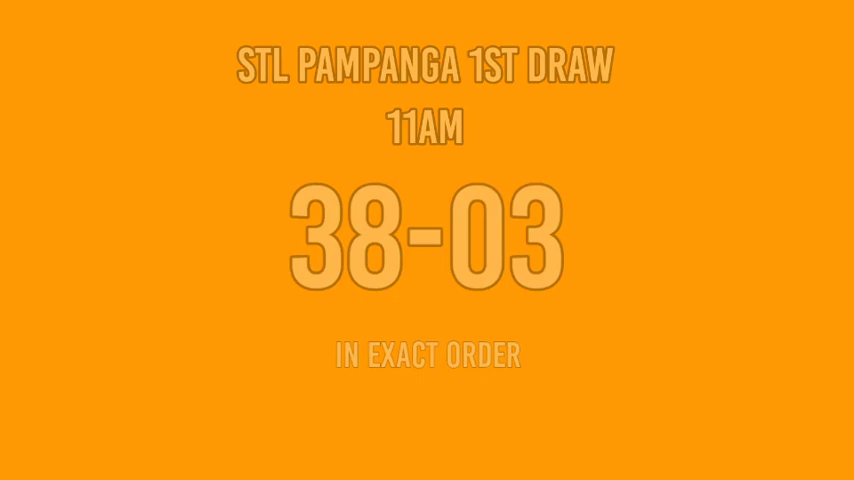 STL PAMPANGA 1ST DRAW
11AM
38-03
IN EXACT ORDER